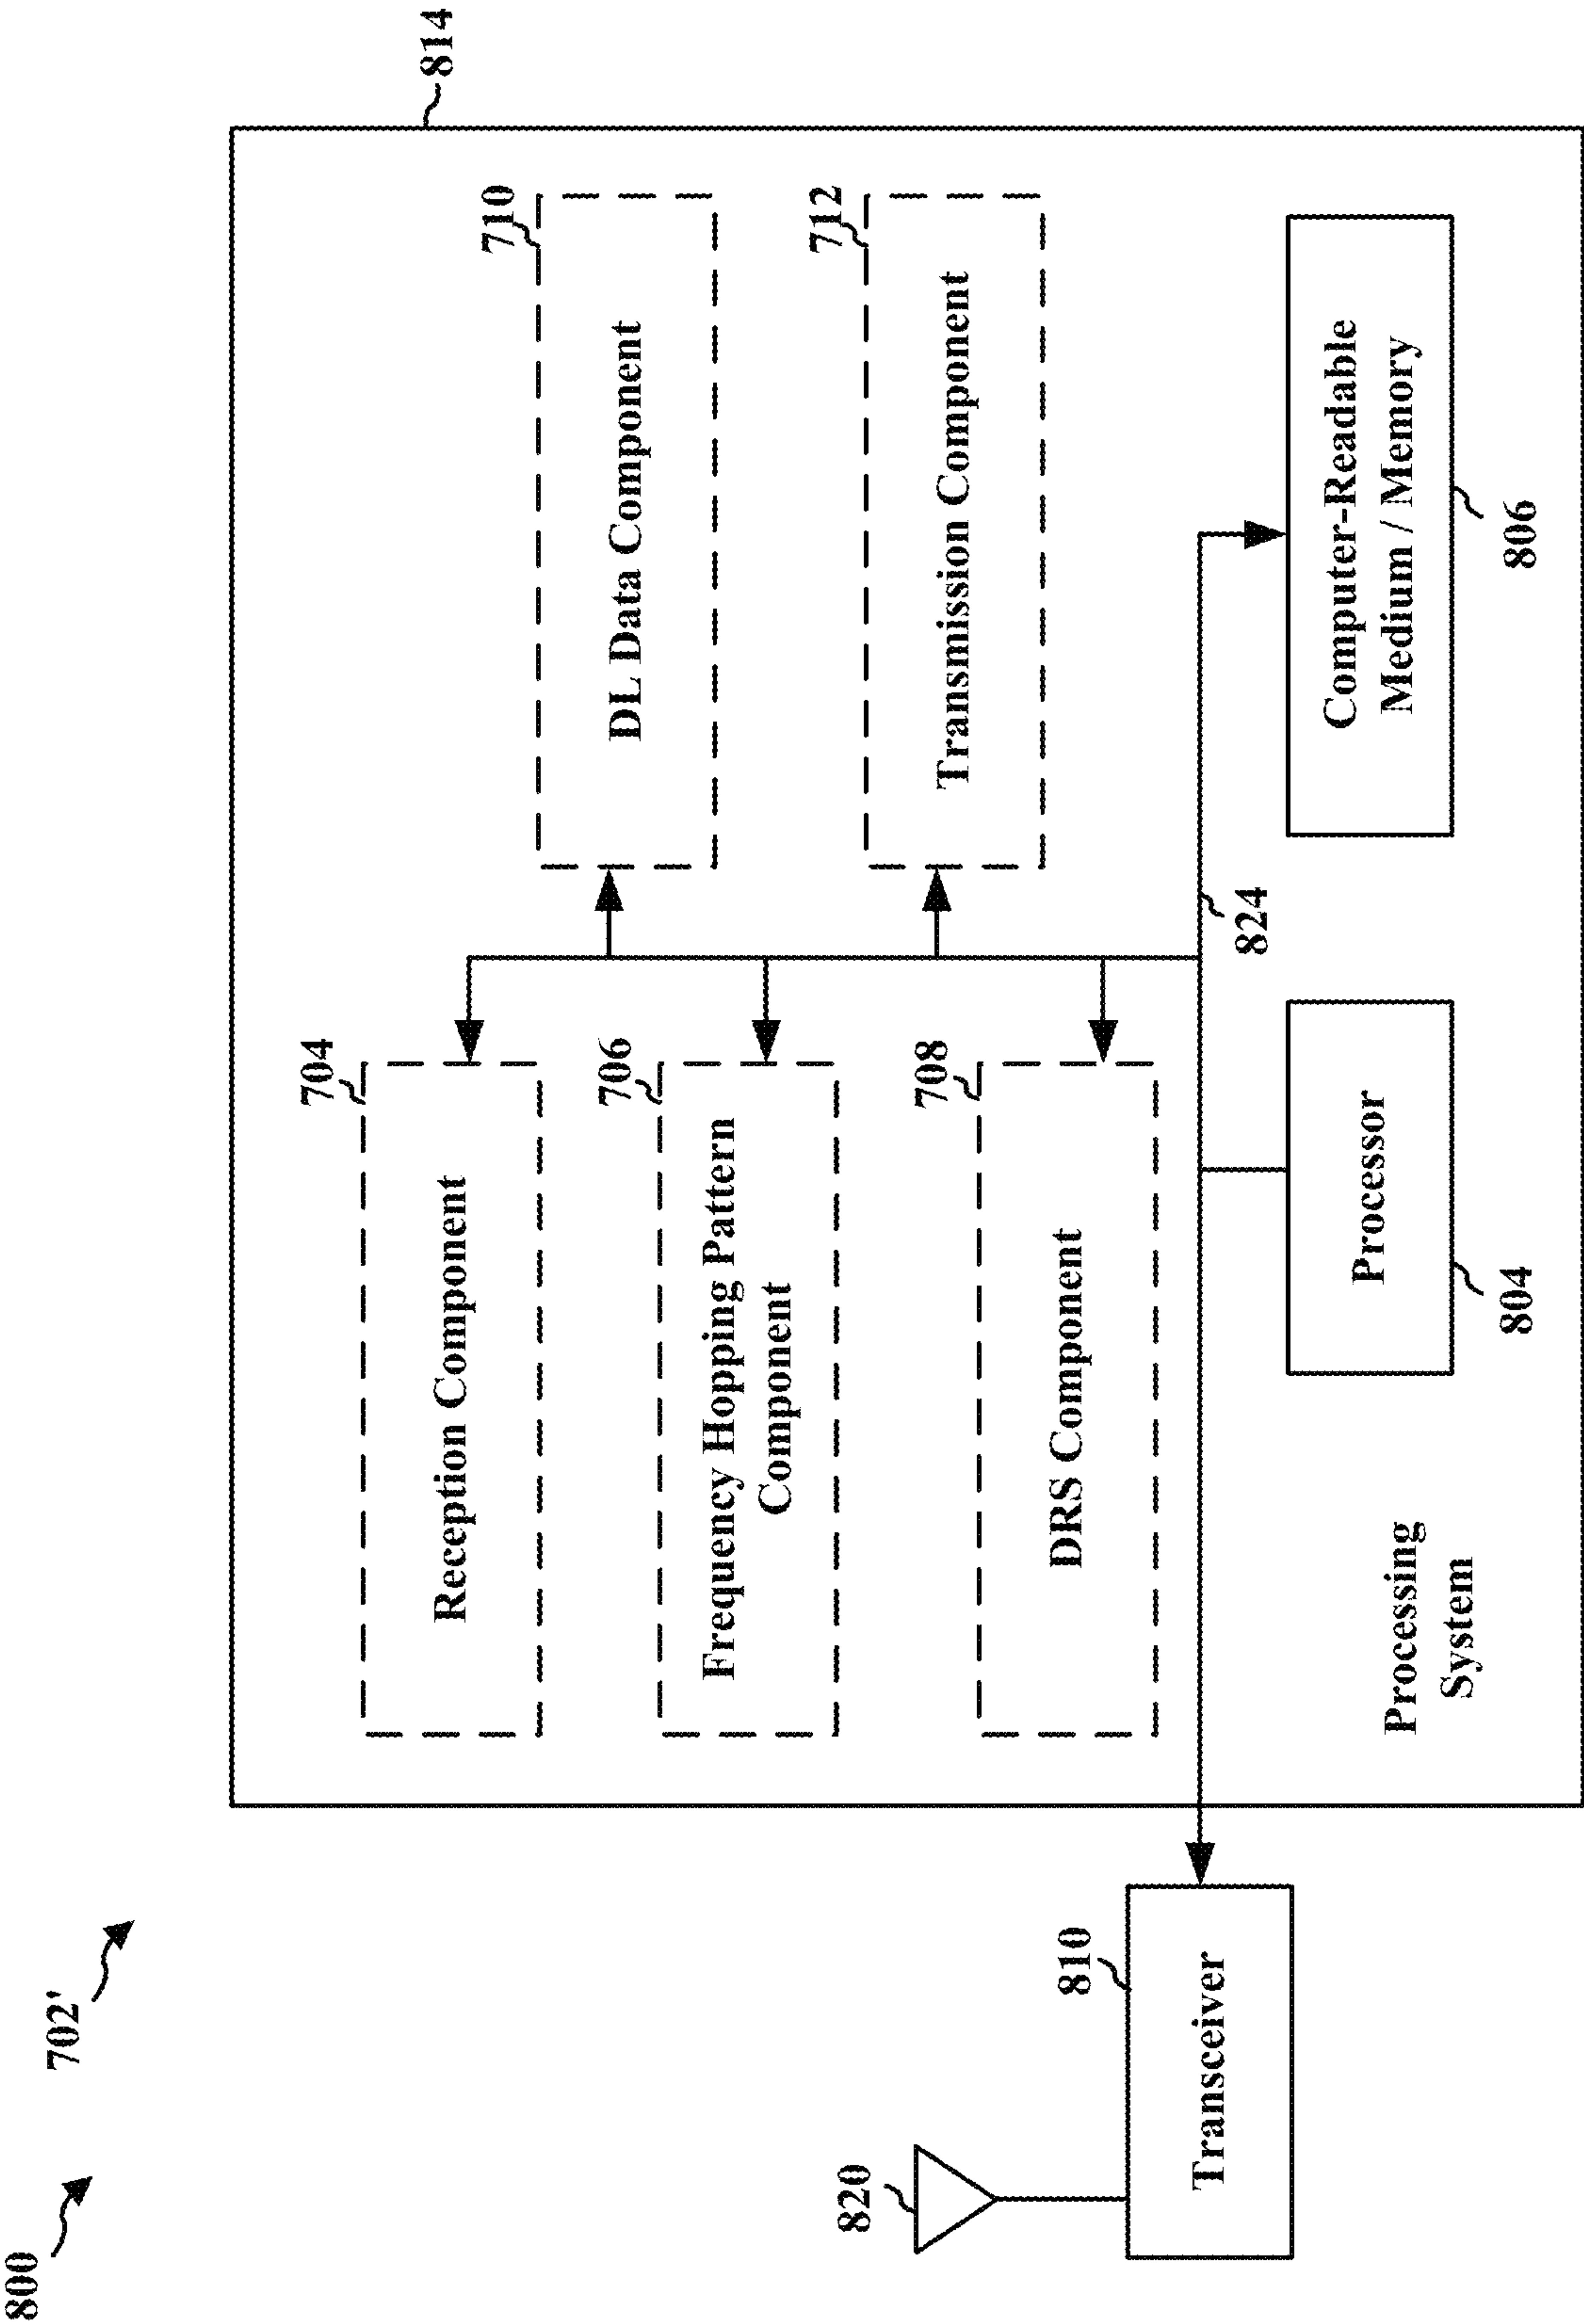 800
702'
814
704
Reception Component
710
DL Data Component
706
Frequency Hopping Pattern
Component
712
Transmission Component
708
DRS Component
820
810
Transceiver
824
Processor
804
Computer-Readable
Medium / Memory
806
Processing
System